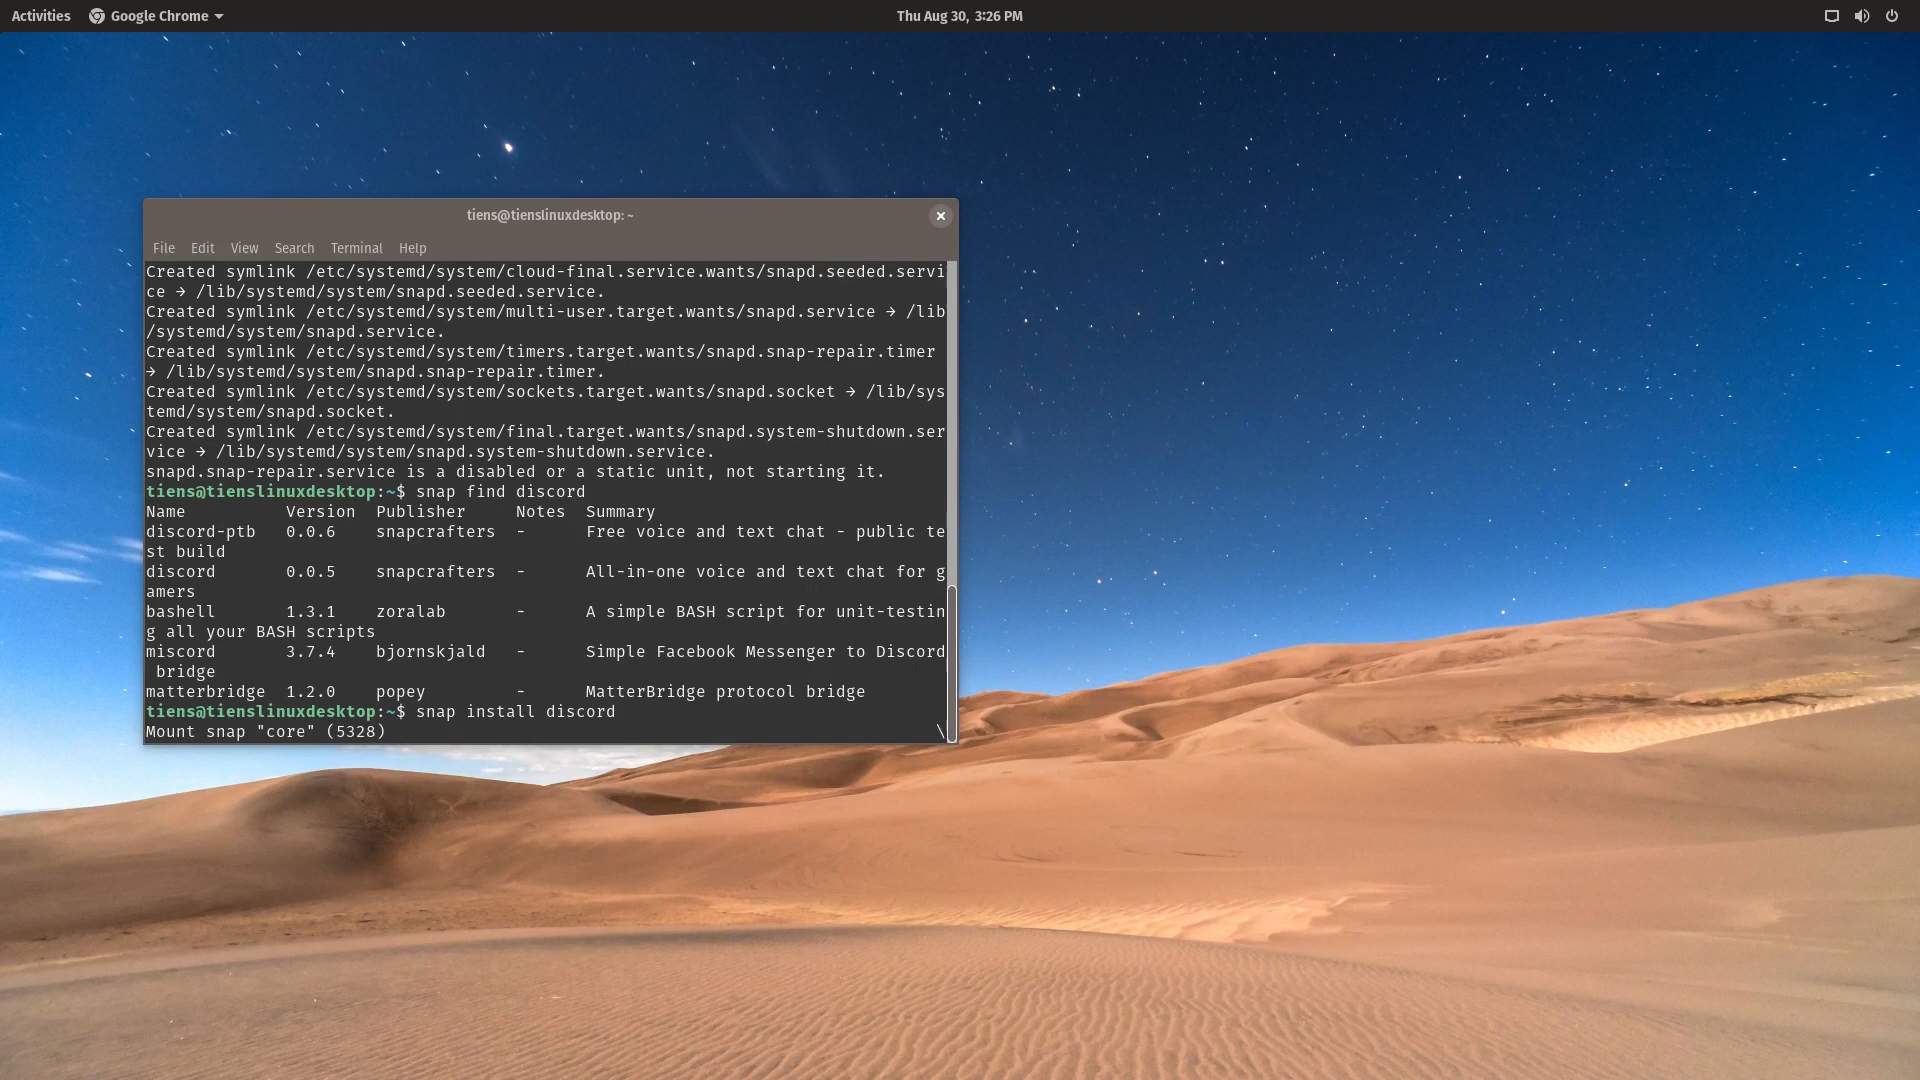 Activities Google Chrome Thu Aug 30, 3:26 PM
tiens@tienslinuxdesktop: ~
File Edit View Search Terminal Help
Created symlink /etc/systemd/system/cloud-final.service.wants/snapd.seeded.servi
ce → /lib/systemd/system/snapd.seeded.service.
Created symlink /etc/systemd/system/multi-user.target.wants/snapd.service → /lib
/systemd/system/snapd.service.
Created symlink /etc/systemd/system/timers.target.wants/snapd.snap-repair.timer
→ /lib/systemd/system/snapd.snap-repair.timer.
Created symlink /etc/systemd/system/sockets.target.wants/snapd.socket → /lib/sys
temd/system/snapd.socket.
Created symlink /etc/systemd/system/final.target.wants/snapd.system-shutdown.ser
vice → /lib/systemd/system/snapd.system-shutdown.service.
snapd.snap-repair.service is a disabled or a static unit, not starting it.
tiens@tienslinuxdesktop:~$ snap find discord
Name Version Publisher Notes Summary
discord-ptb 0.0.6 snapcrafters - Free voice and text chat - public te
st build
discord 0.0.5 snapcrafters - All-in-one voice and text chat for g
amers
bashell 1.3.1 zoralab - A simple BASH script for unit-testin
g all your BASH scripts
miscord 3.7.4 bjornskjald - Simple Facebook Messenger to Discord
bridge
matterbridge 1.2.0 popey - MatterBridge protocol bridge
tiens@tienslinuxdesktop:~$ snap install discord
Mount snap "core" (5328) \